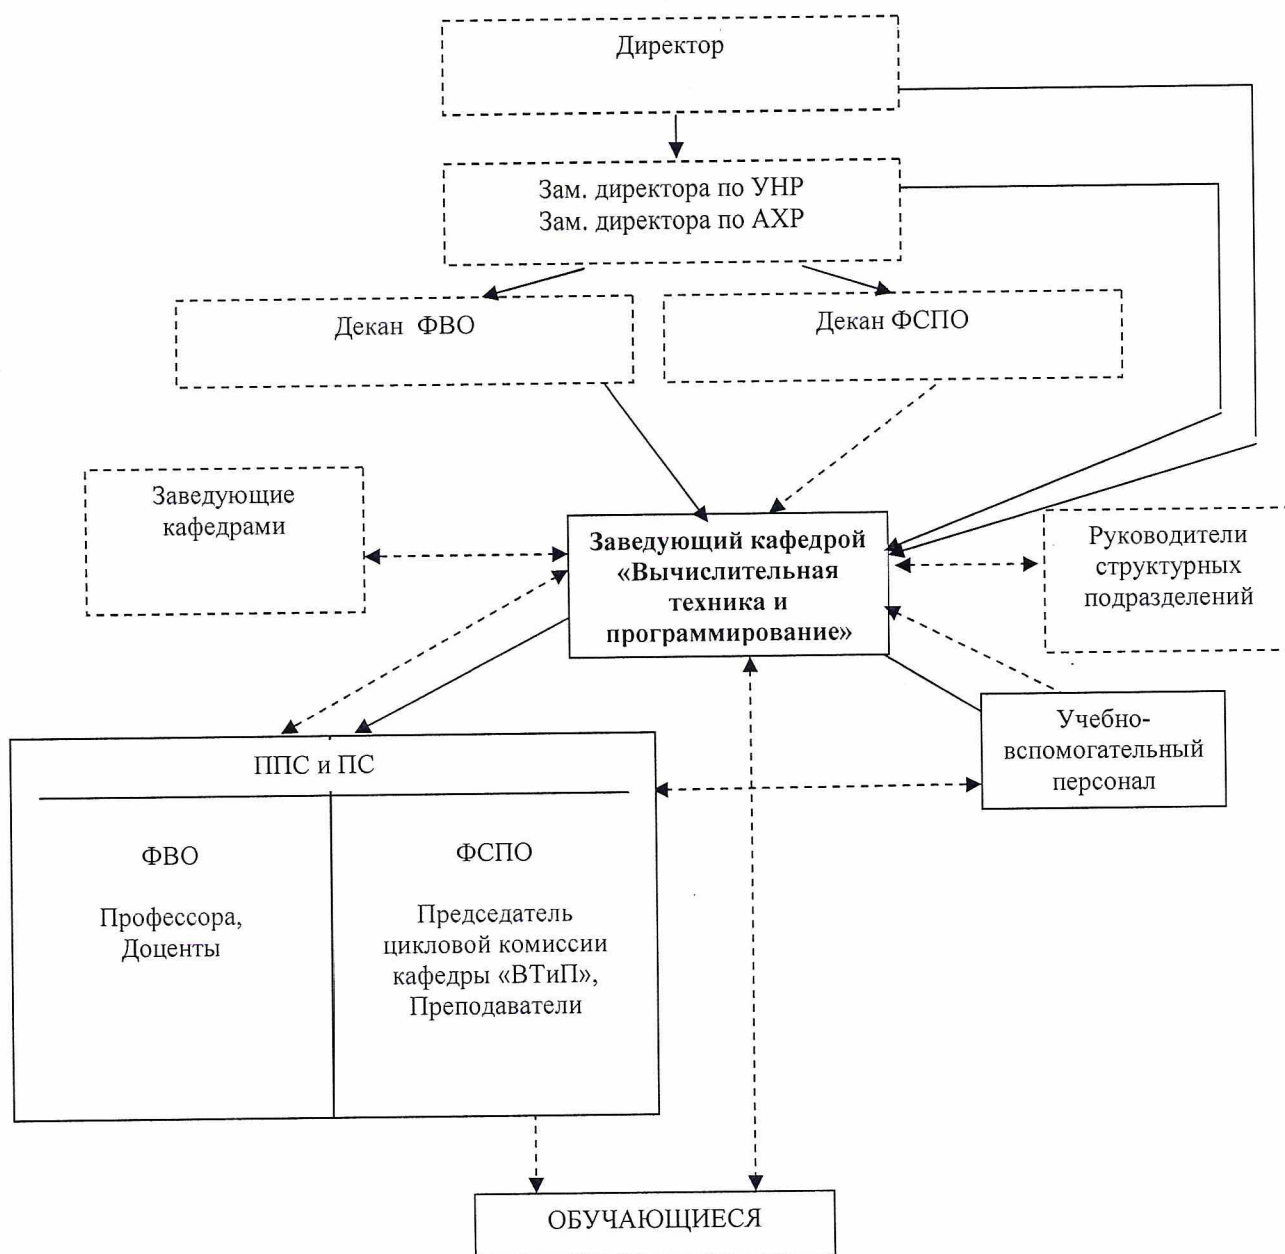 Директор
Зам. директора по УНР
Зам. директора по АХР
Декан ФВО
Декан ФСПО
Заведующие
кафедрами
Заведующий кафедрой
«Вычислительная
техника и
программирование»
Руководители
структурных
подразделений
Учебно-
вспомогательный
персонал
ППС и ПС
ФВО
Профессора,
Доценты
ФСПО
Председатель
цикловой комиссии
кафедры «ВТиП»,
Преподаватели
ОБУЧАЮЩИЕСЯ